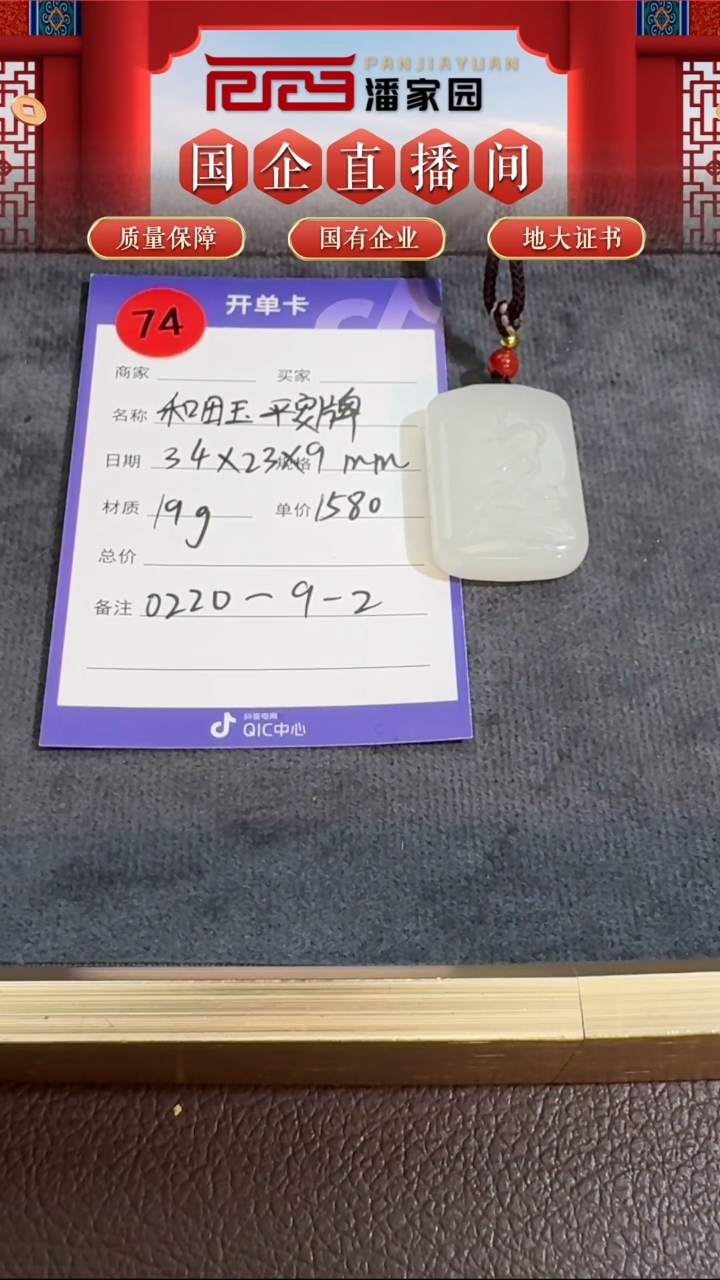 PANJIAYUAN
潘家园
国企直播间
质量保障 国有企业 地大证书
74 开单卡
商家 买家
名称 和田玉平安牌
日期 34X23X9mm 规格
材质 19g 单价 1580
总价
备注 0220-9-2
抖音电商
QIC中心